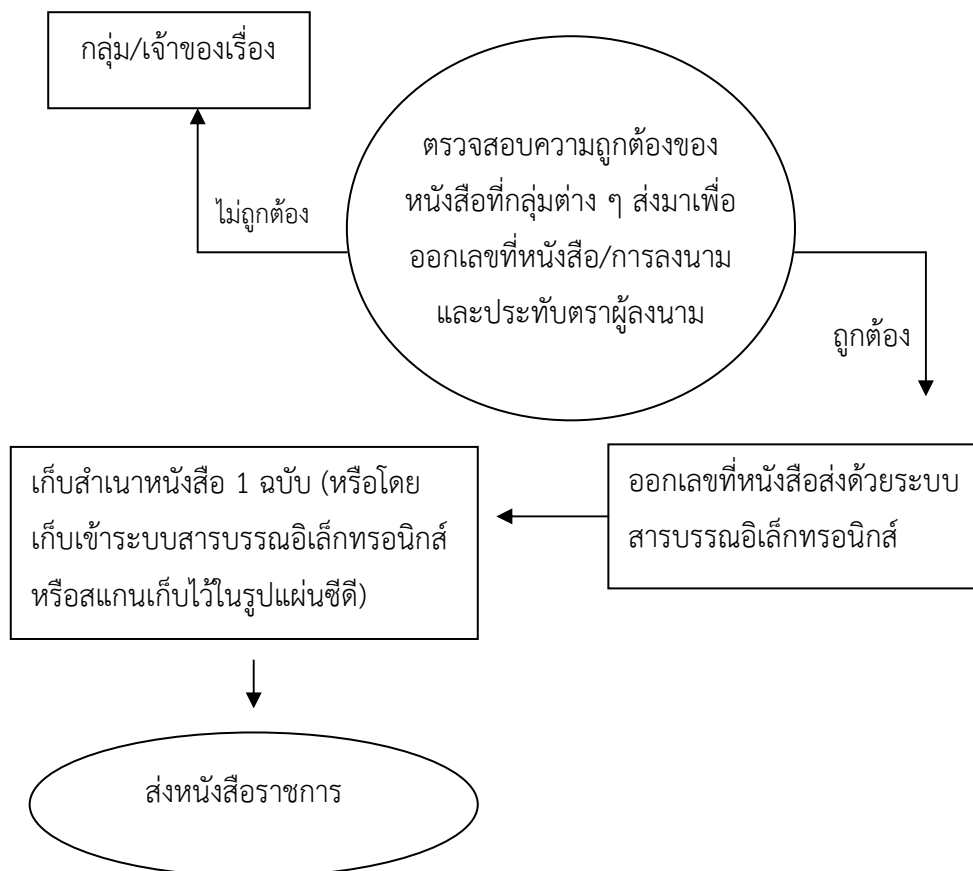 กลุ่ม/เจ้าของเรื่อง
ตรวจสอบความถูกต้องของ
หนังสือที่กลุ่มต่าง ๆ ส่งมาเพื่อ
ออกเลขที่หนังสือ/การลงนาม
และประทับตราผู้ลงนาม
ไม่ถูกต้อง
ถูกต้อง
ออกเลขที่หนังสือส่งด้วยระบบ
สารบรรณอิเล็กทรอนิกส์
เก็บสำเนาหนังสือ 1 ฉบับ (หรือโดย
เก็บเข้าระบบสารบรรณอิเล็กทรอนิกส์
หรือสแกนเก็บไว้ในรูปแผ่นซีดี)
ส่งหนังสือราชการ